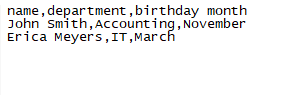 name,department,birthday month
John Smith,Accounting,November
Erica Meyers,IT,March